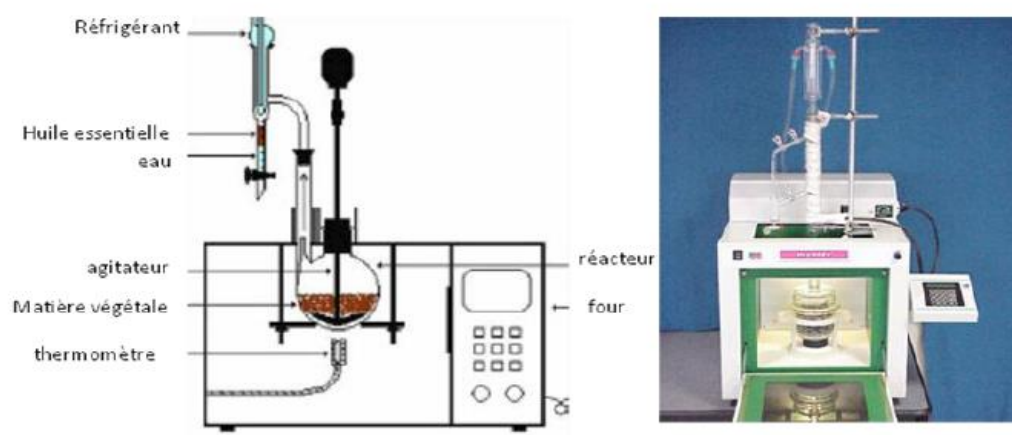 Réfrigérant
Huile essentielle
eau
agitateur
réacteur
Matière végétale
four
thermomètre